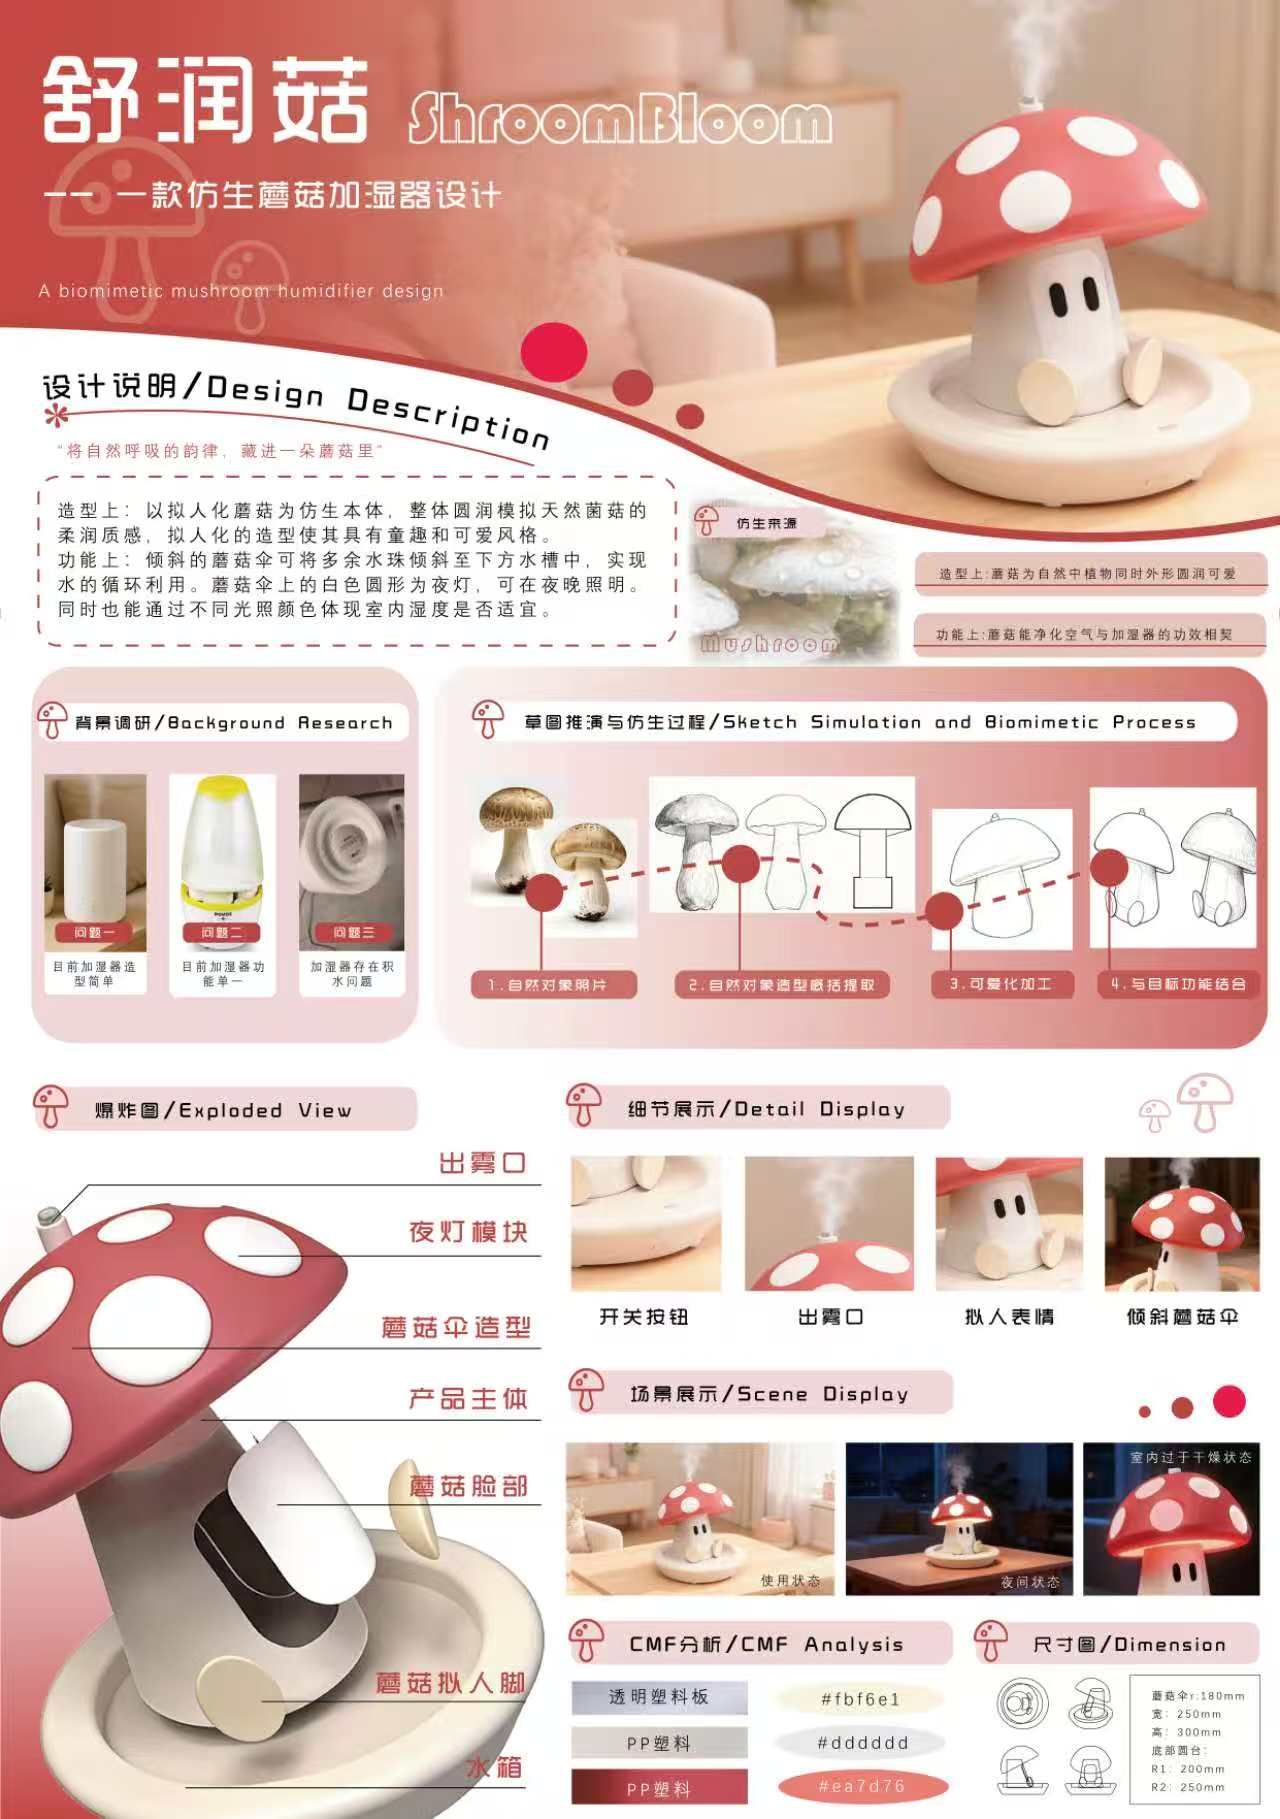 舒润菇 ShroomBloom
—— 一款仿生蘑菇加湿器设计
A biomimetic mushroom humidifier design
设计说明/Design Description
“将自然呼吸的韵律，藏进一朵蘑菇里”
造型上：以拟人化蘑菇为仿生本体，整体圆润模拟天然菌菇的
柔润质感，拟人化的造型使其具有童趣和可爱风格。
功能上：倾斜的蘑菇伞可将多余水珠倾斜至下方水槽中，实现
水的循环利用。蘑菇伞上的白色圆形为夜灯，可在夜晚照明。
同时也能通过不同光照颜色体现室内湿度是否适宜。
仿生来源
Mushroom
造型上:蘑菇为自然中植物同时外形圆润可爱
功能上:蘑菇能净化空气与加湿器的功效相契
背景调研/Background Research
问题一
目前加湿器造
型简单
问题二
目前加湿器功
能单一
问题三
加湿器存在积
水问题
草图推演与仿生过程/Sketch Simulation and Biomimetic Process
1.自然对象照片
2.自然对象造型概括提取
3.可爱化加工
4.与目标功能结合
爆炸图/Exploded View
出雾口
夜灯模块
蘑菇伞造型
产品主体
蘑菇脸部
蘑菇拟人脚
水箱
细节展示/Detail Display
开关按钮
出雾口
拟人表情
倾斜蘑菇伞
场景展示/Scene Display
使用状态
夜间状态
室内过于干燥状态
CMF分析/CMF Analysis
透明塑料板
#fbf6e1
PP塑料
#dddddd
PP塑料
#ea7d76
尺寸图/Dimension
蘑菇伞r:180mm
宽：250mm
高：300mm
底部圆台：
R1：200mm
R2：250mm